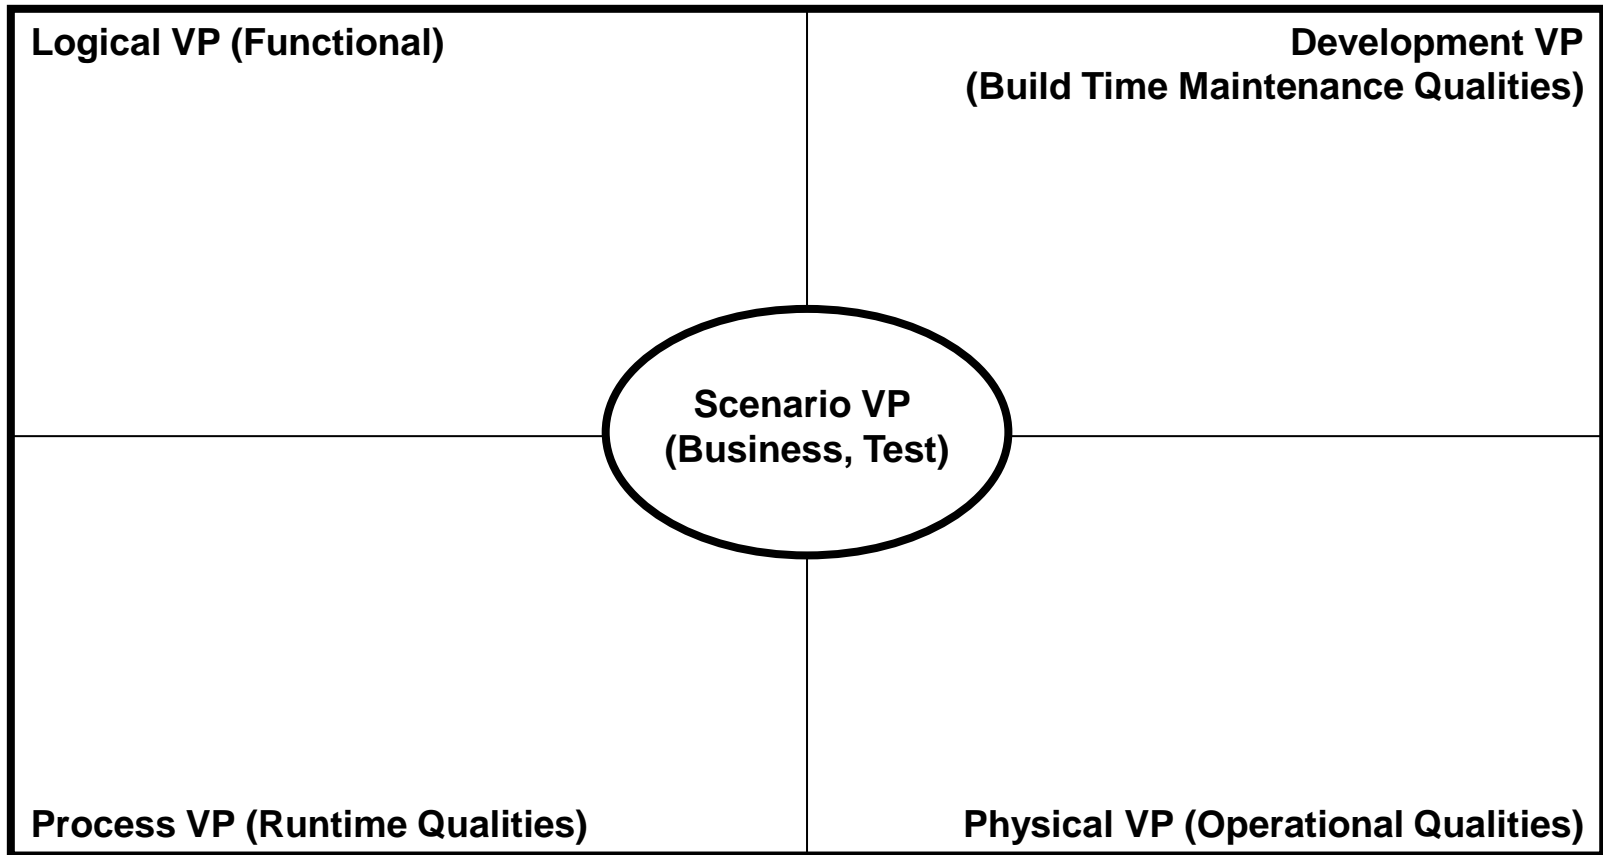 Logical VP (Functional)
Development VP
(Build Time Maintenance Qualities)
Scenario VP
(Business, Test)
Process VP (Runtime Qualities)
Physical VP (Operational Qualities)